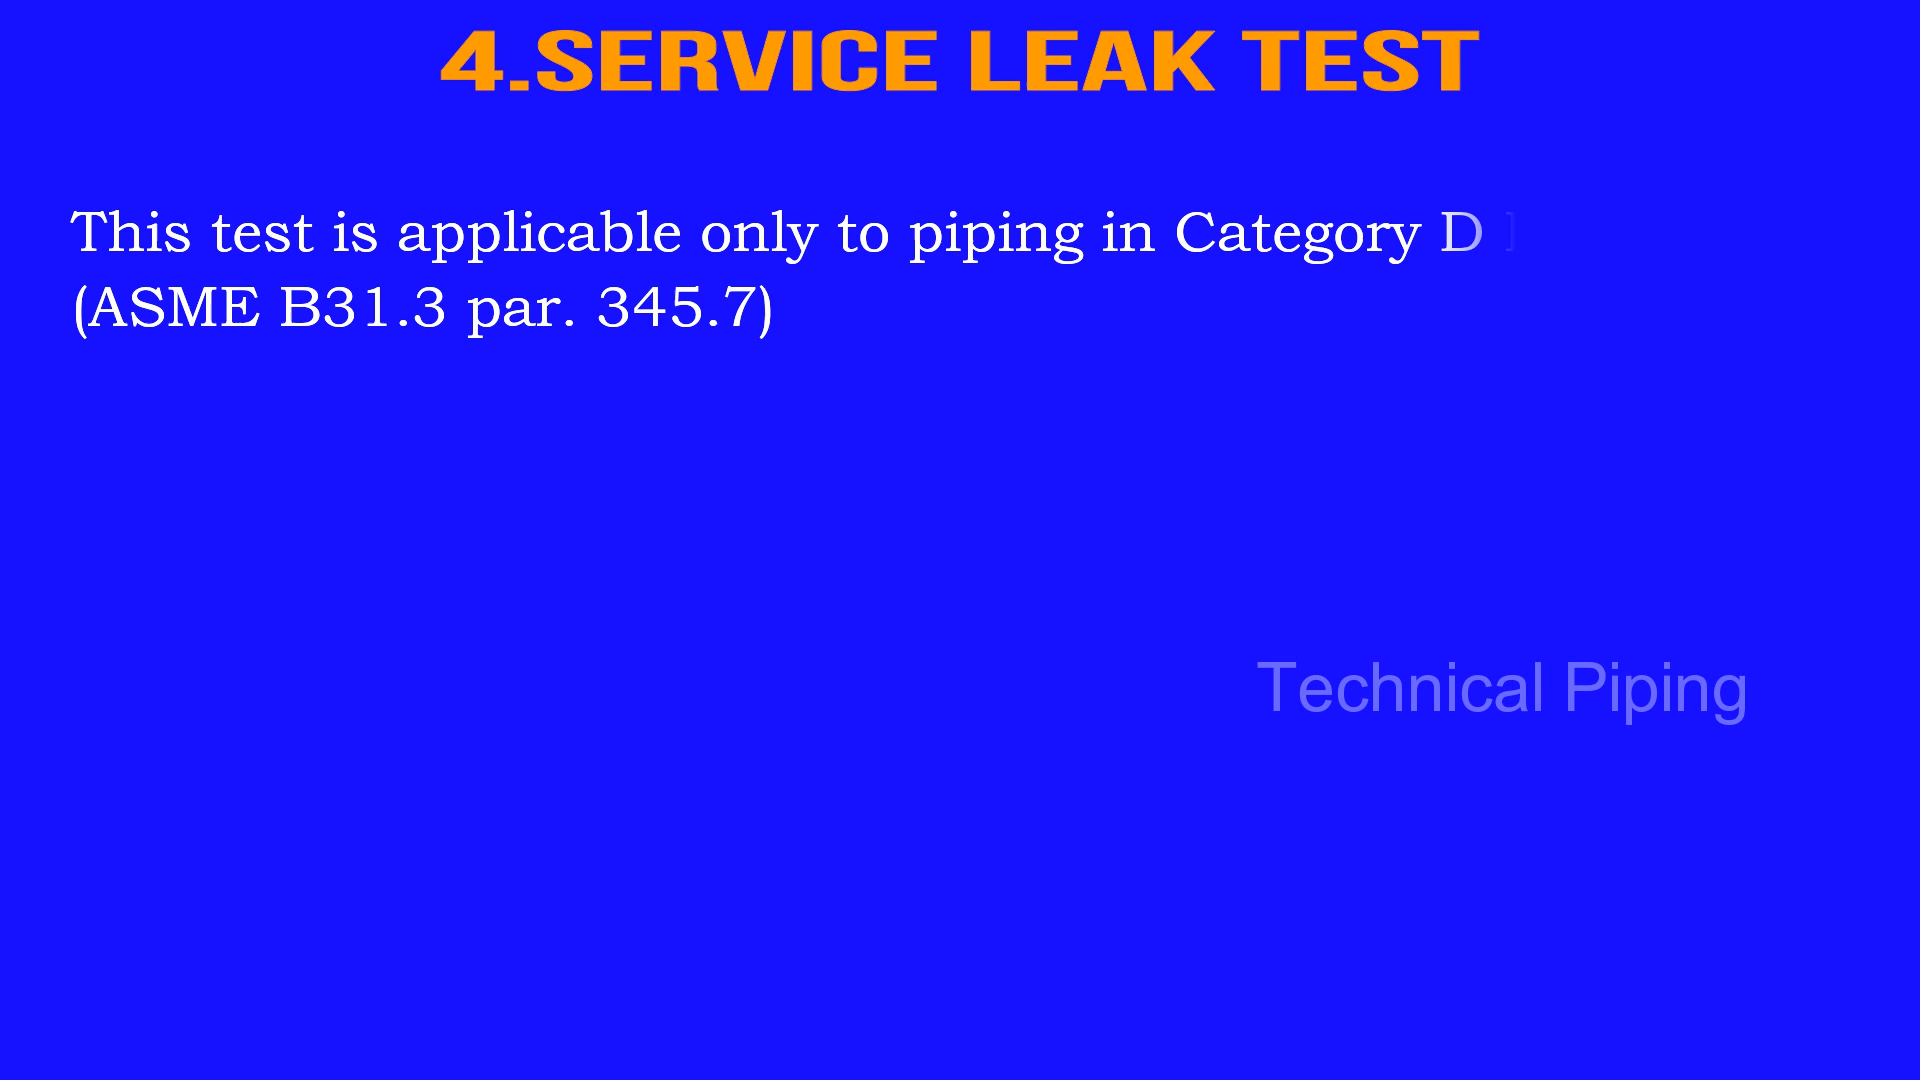 4.SERVICE LEAK TEST
This test is applicable only to piping in Category D
(ASME B31.3 par. 345.7)
Technical Piping